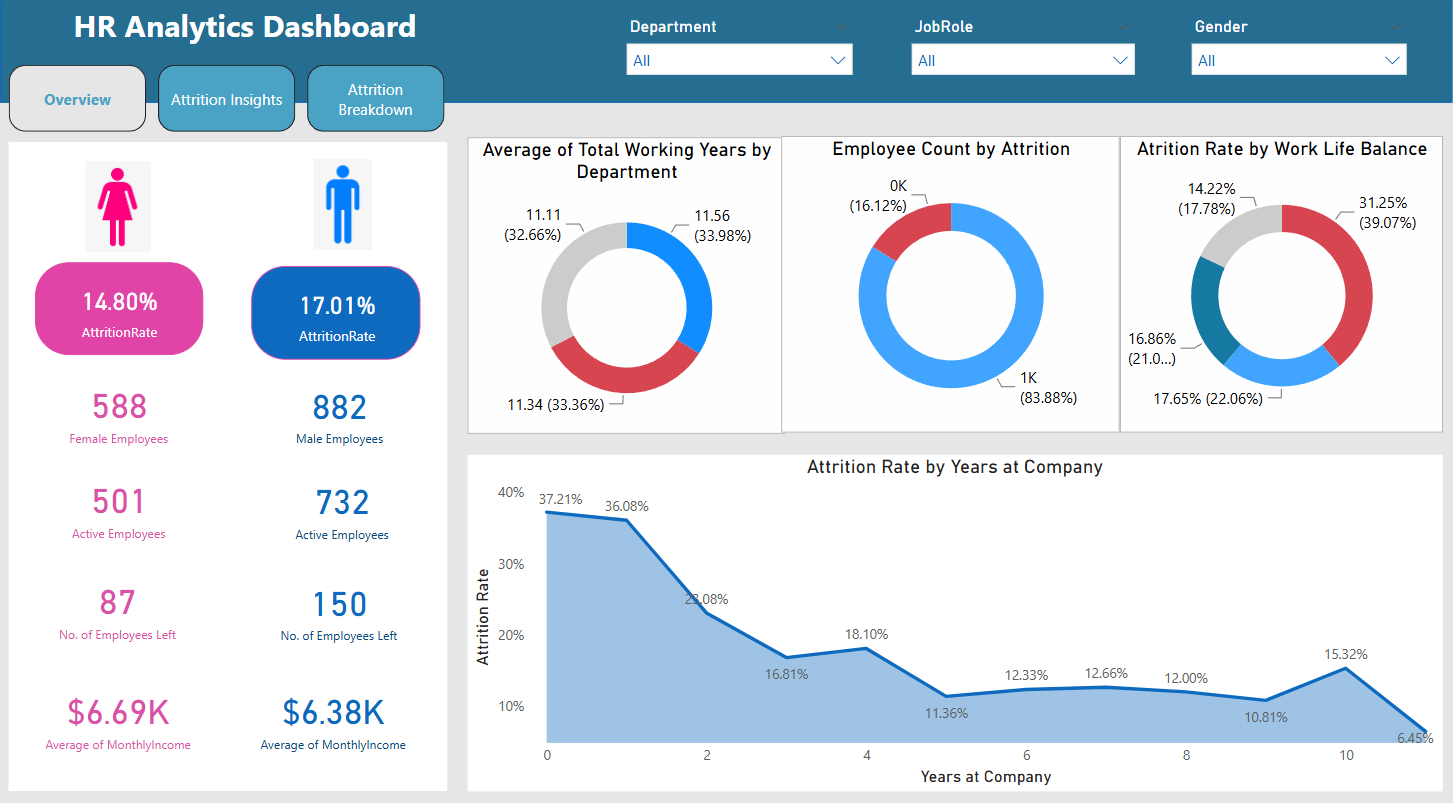 HR Analytics Dashboard
Department
JobRole
Gender
All
All
All
Overview
Attrition Insights
Attrition
Breakdown
14.80%
AttritionRate
17.01%
AttritionRate
588
Female Employees
882
Male Employees
501
Active Employees
732
Active Employees
87
No. of Employees Left
150
No. of Employees Left
$6.69K
Average of MonthlyIncome
$6.38K
Average of MonthlyIncome
Average of Total Working Years by
Department
11.11
(32.66%)
11.56
(33.98%)
11.34 (33.36%)
Employee Count by Attrition
0K
(16.12%)
1K
(83.88%)
Atrition Rate by Work Life Balance
14.22%
(17.78%)
31.25%
(39.07%)
16.86%
(21.0...)
17.65% (22.06%)
Attrition Rate by Years at Company
Attrition Rate
40%
30%
20%
10%
37.21%
36.08%
23.08%
16.81%
18.10%
11.36%
12.33%
12.66%
12.00%
10.81%
15.32%
6.45%
0
2
4
6
8
10
Years at Company